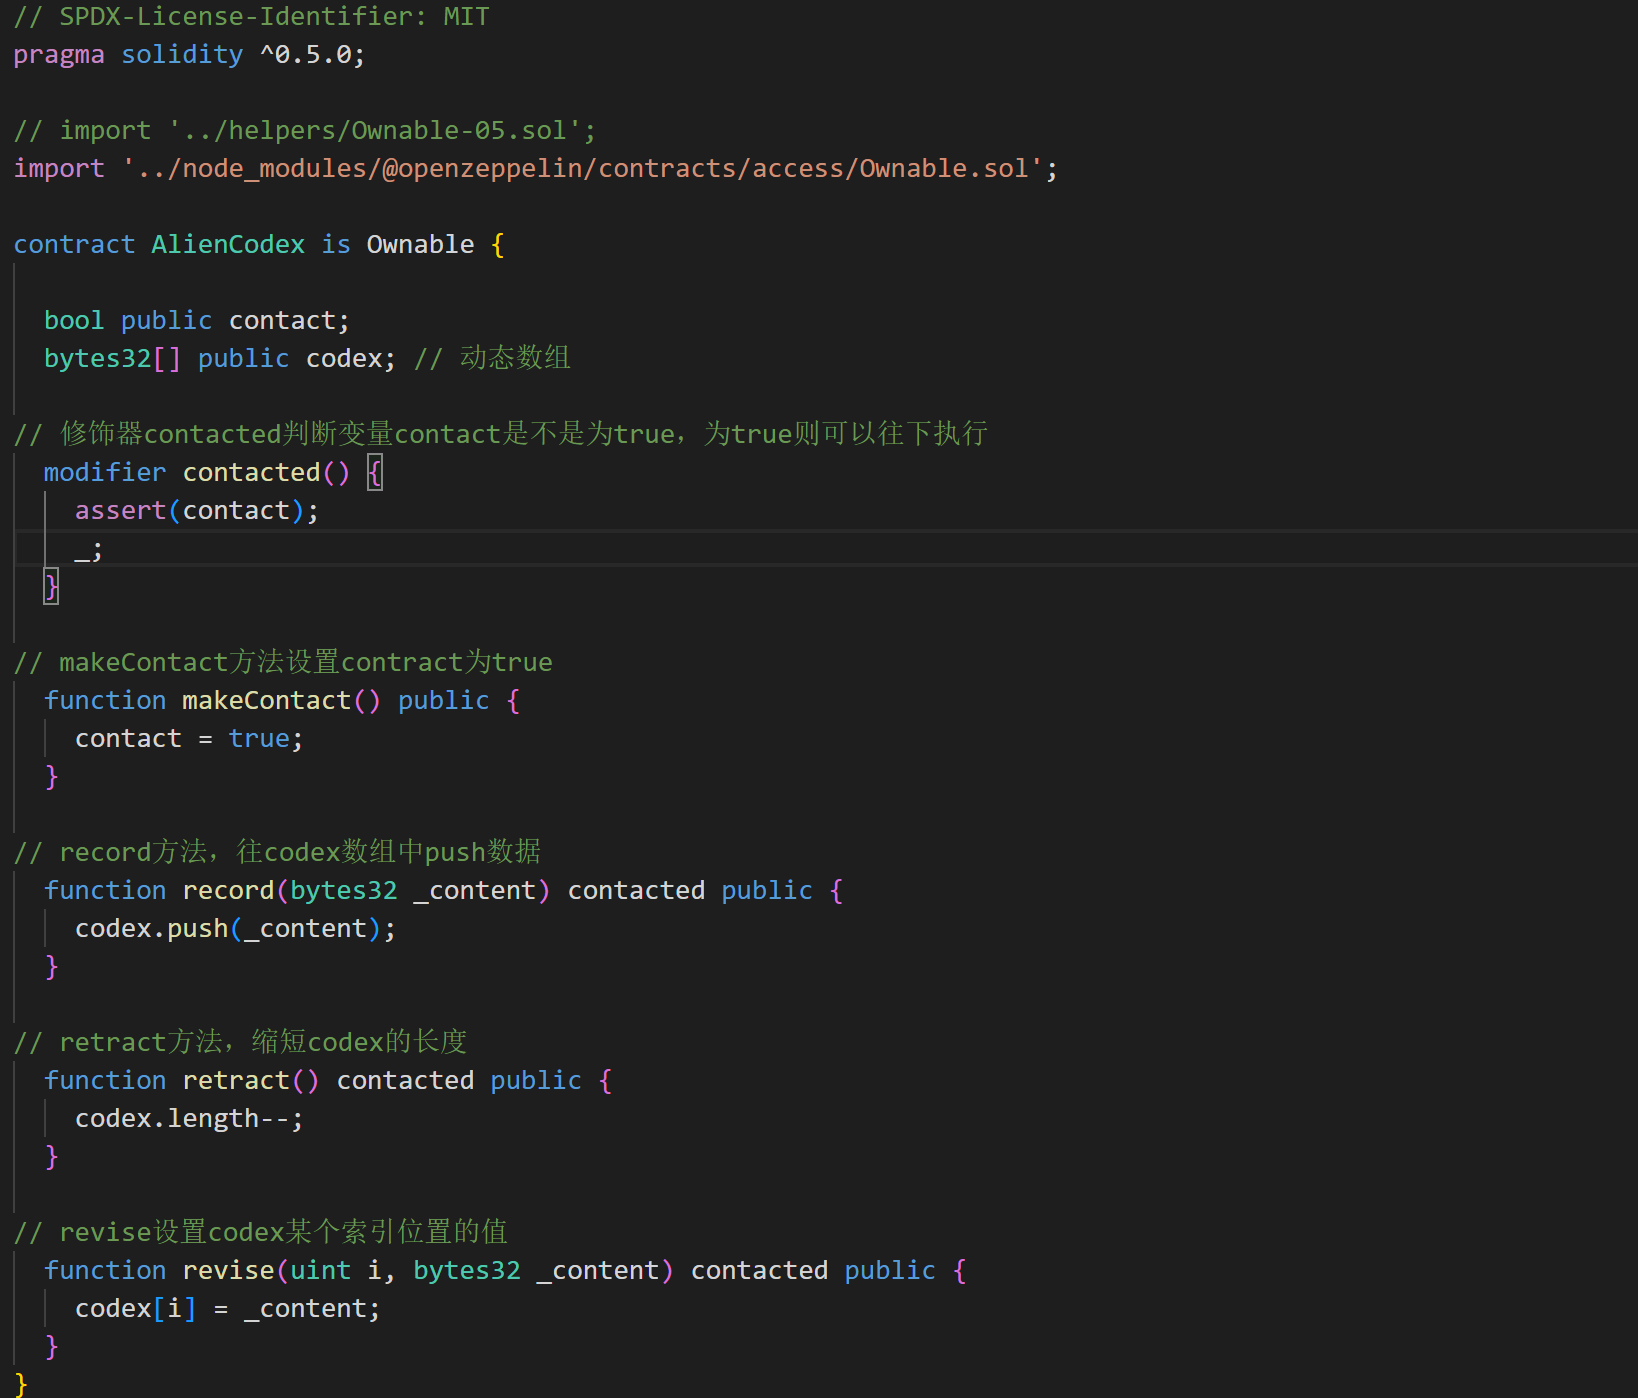 // SPDX-License-Identifier: MIT
pragma solidity ^0.5.0;
// import '../helpers/Ownable-05.sol';
import '../node_modules/@openzeppelin/contracts/access/Ownable.sol';
contract AlienCodex is Ownable {
bool public contact;
bytes32[] public codex; // 动态数组
// 修饰器contacted判断变量contact是不是为true，为true则可以往下执行
modifier contacted() {
assert(contact);
_;
}
// makeContact方法设置contract为true
function makeContact() public {
contact = true;
}
// record方法，往codex数组中push数据
function record(bytes32 _content) contacted public {
codex.push(_content);
}
// retract方法，缩短codex的长度
function retract() contacted public {
codex.length--;
}
// revise设置codex某个索引位置的值
function revise(uint i, bytes32 _content) contacted public {
codex[i] = _content;
}
}